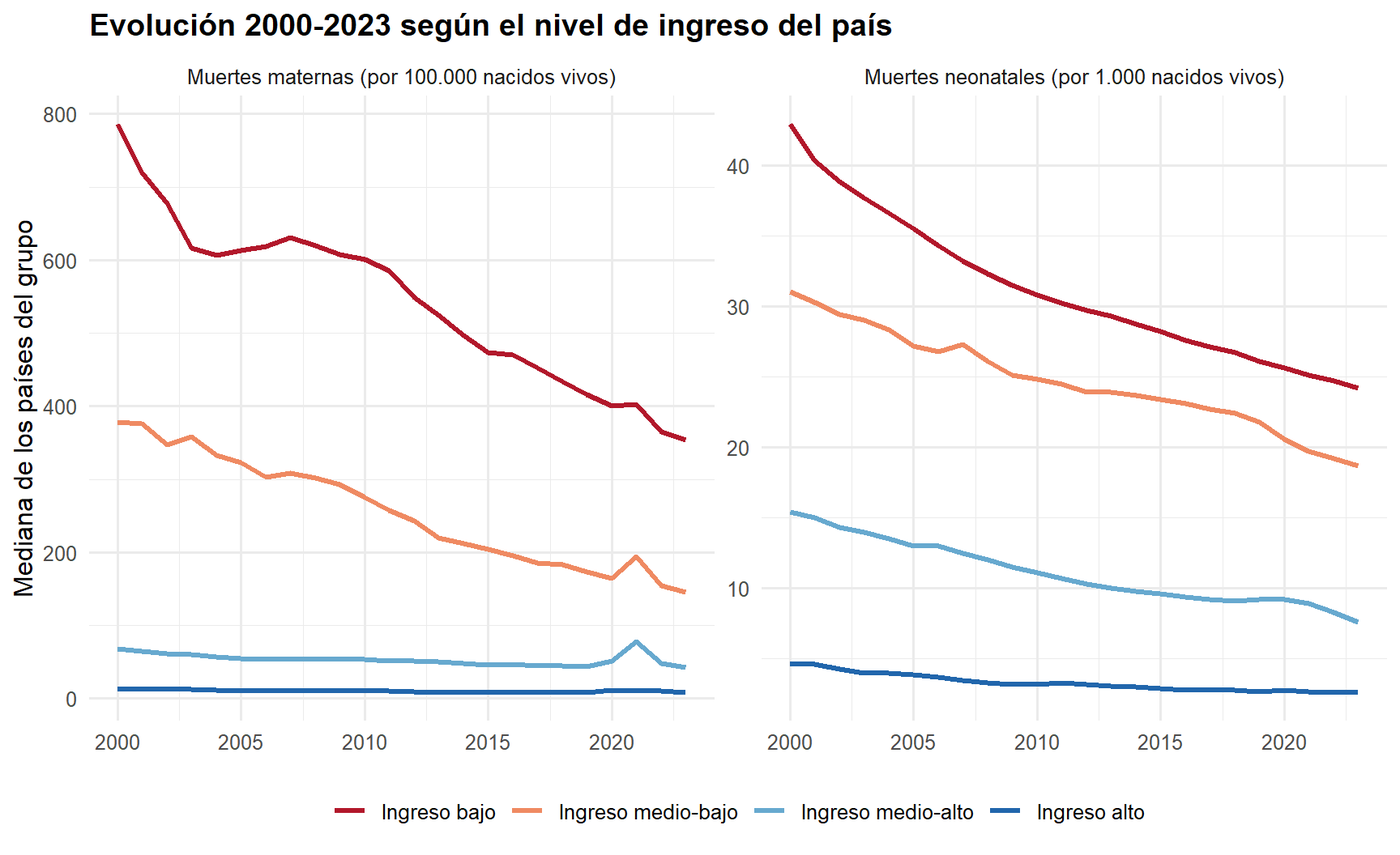 Evolución 2000-2023 según el nivel de ingreso del país
Muertes maternas (por 100.000 nacidos vivos)
Muertes neonatales (por 1.000 nacidos vivos)
Mediana de los países del grupo
800
600
400
200
0
40
30
20
10
2000 2005 2010 2015 2020
2000 2005 2010 2015 2020
Ingreso bajo Ingreso medio-bajo Ingreso medio-alto Ingreso alto